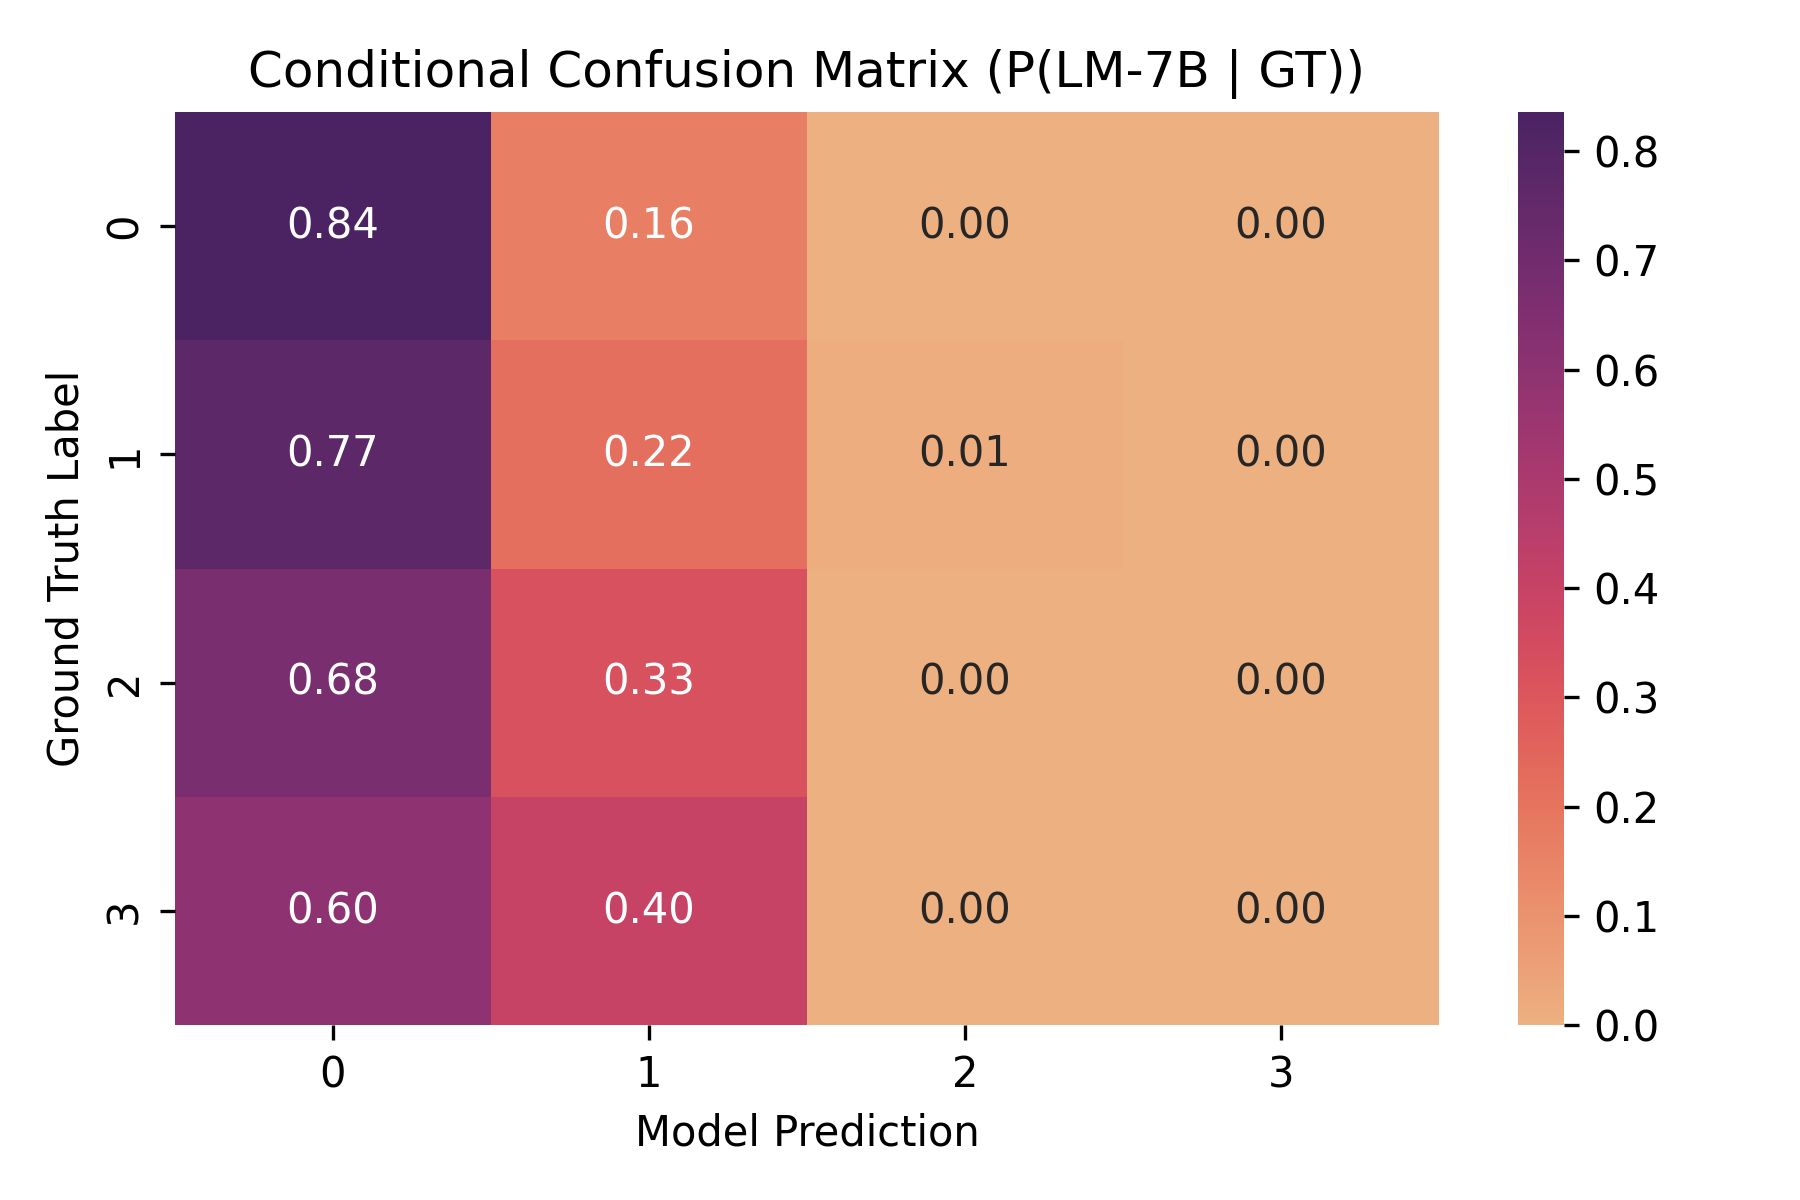 Conditional Confusion Matrix (P(LM-7B | GT))
Ground Truth Label
0 0.84 0.16 0.00 0.00
1 0.77 0.22 0.01 0.00
2 0.68 0.33 0.00 0.00
3 0.60 0.40 0.00 0.00
0 1 2 3
Model Prediction
0.8
0.7
0.6
0.5
0.4
0.3
0.2
0.1
0.0